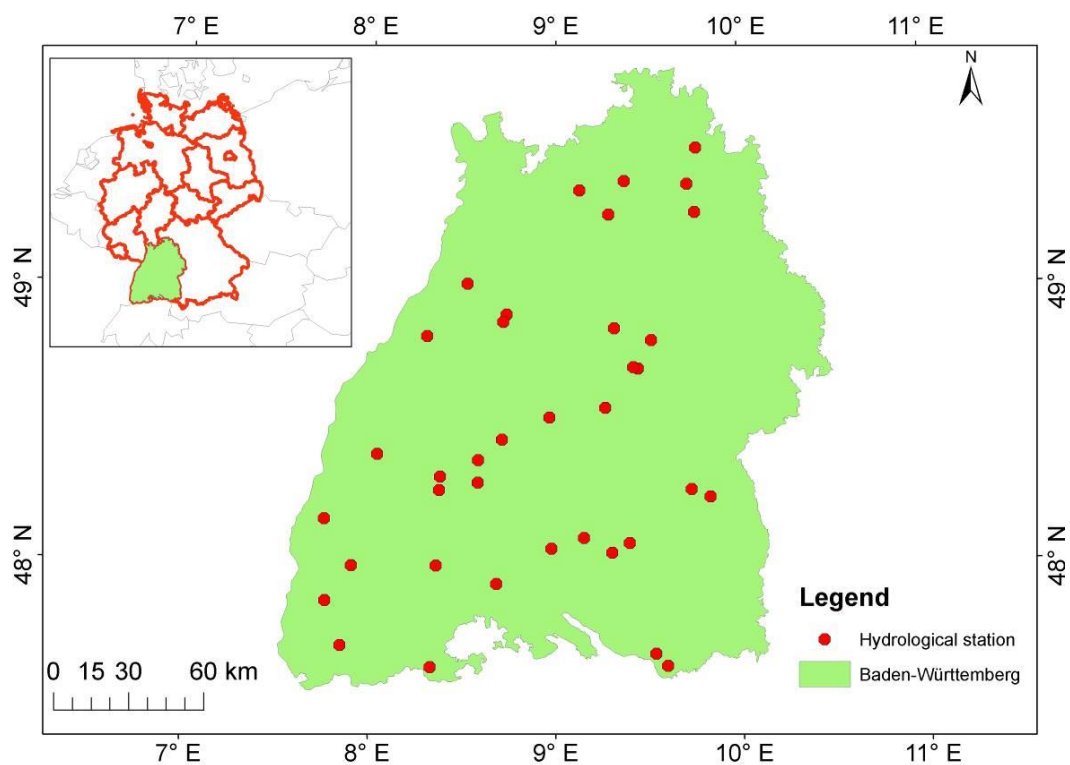 7° E 8° E 9° E 10° E 11° E
N
49° N 49° N
48° N 48° N
Legend
Hydrological station
Baden-Württemberg
0 15 30 60 km
7° E 8° E 9° E 10° E 11° E